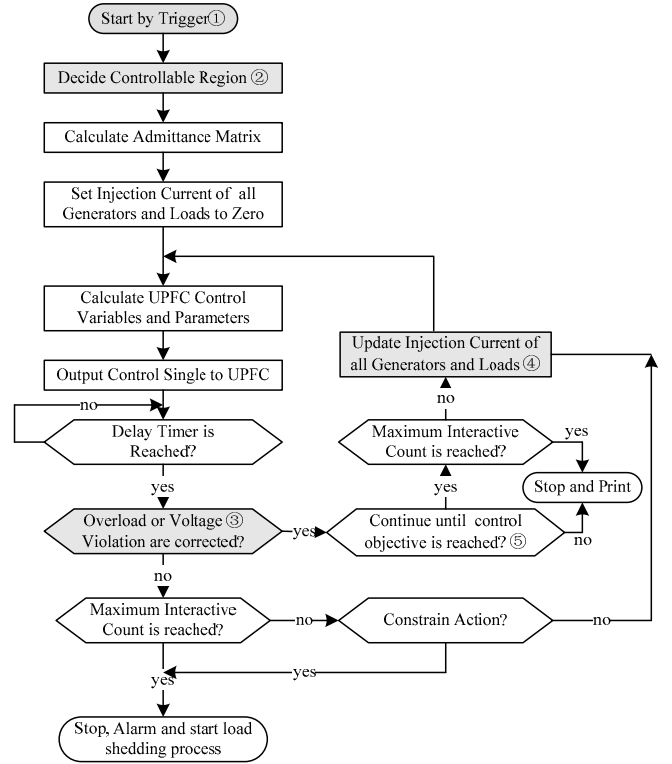 Start by Trigger①
Decide Controllable Region ②
Calculate Admittance Matrix
Set Injection Current of all
Generators and Loads to Zero
Calculate UPFC Control
Variables and Parameters
Update Injection Current of
all Generators and Loads ④
Output Control Single to UPFC
no
no
Delay Timer is
Reached?
Maximum Interactive
Count is reached?
yes
yes
yes
Stop and Print
Overload or Voltage ③
Violation are corrected?
yes
Continue until control
objective is reached? ⑤
no
no
Maximum Interactive
Count is reached?
no
Constrain Action?
no
yes
yes
Stop, Alarm and start load
shedding process